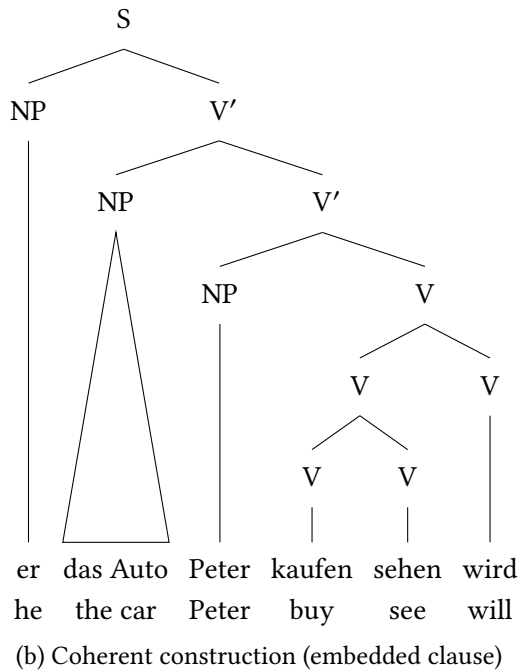 S
NP V′
NP V′
NP V
V V
V V
er das Auto Peter kaufen sehen wird
he the car Peter buy see will
(b) Coherent construction (embedded clause)